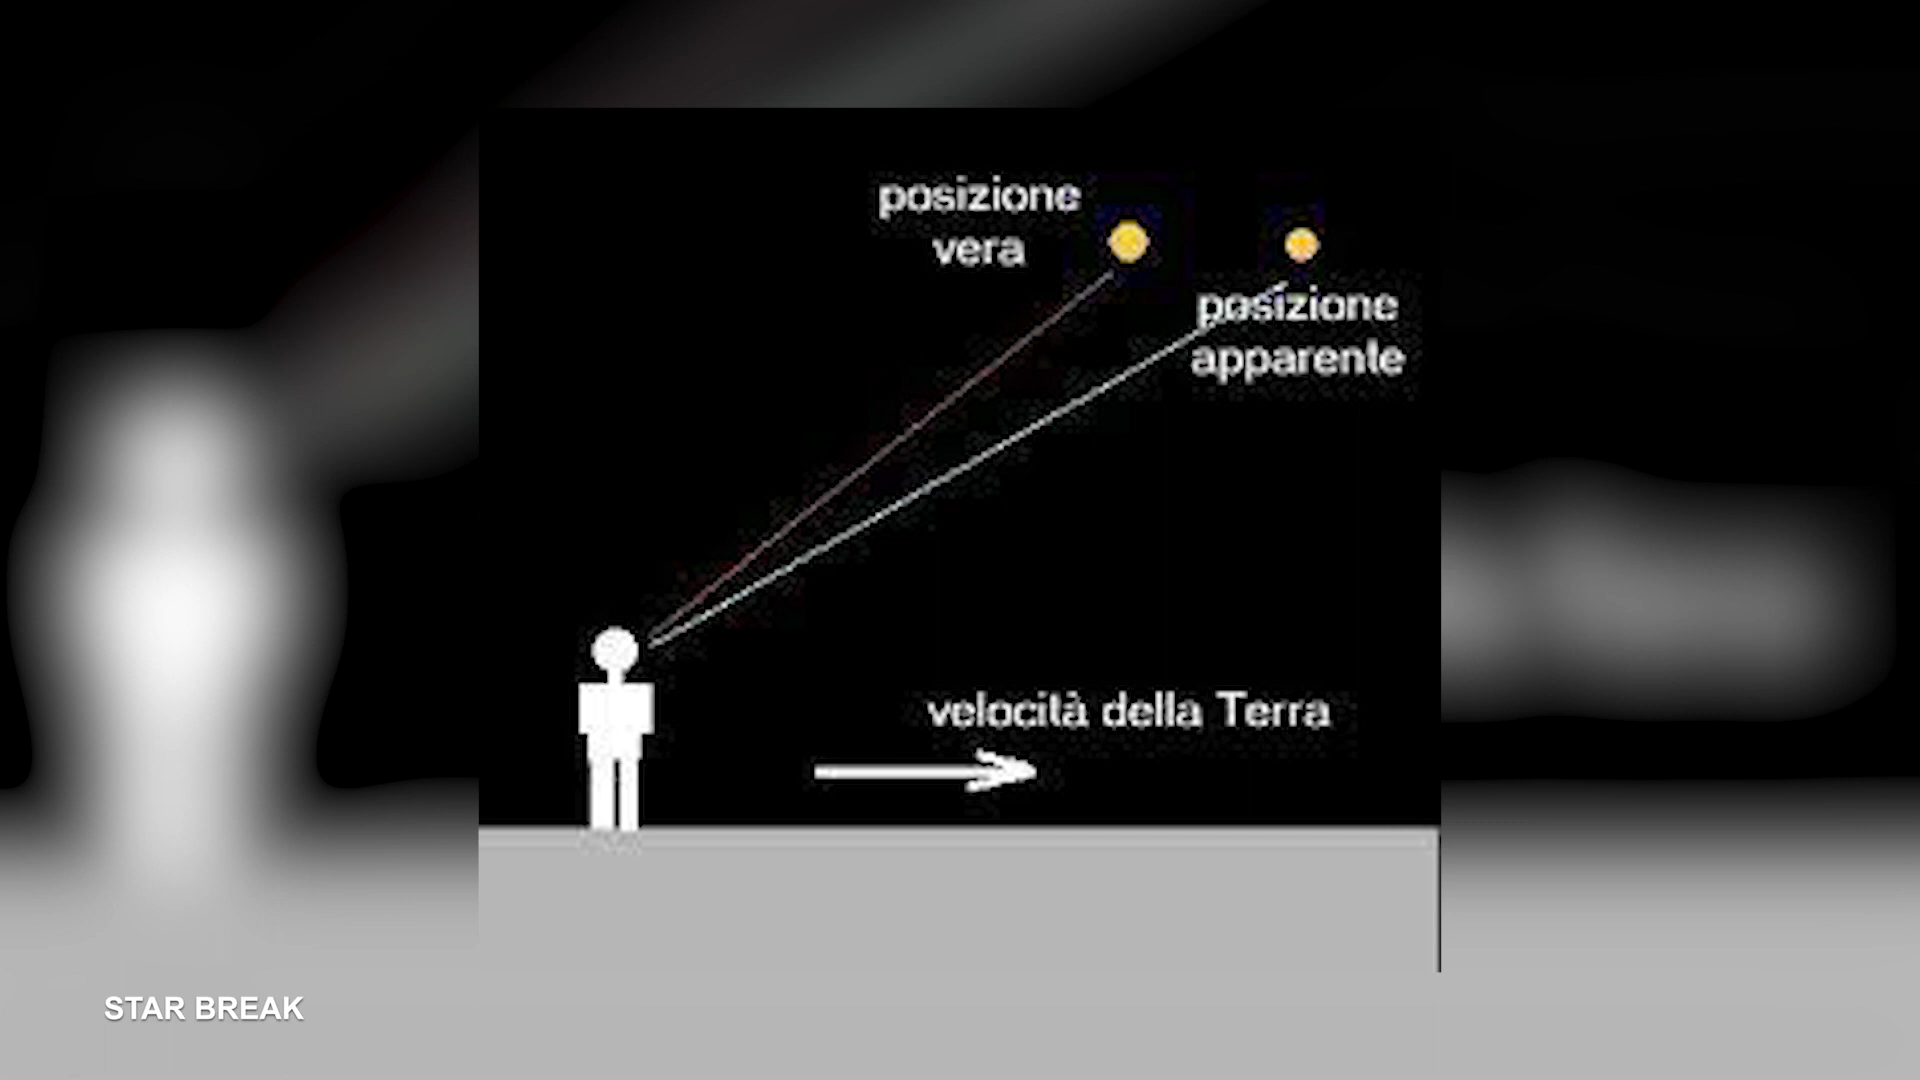 posizione
vera
posizione
apparente
velocità della Terra
STAR BREAK